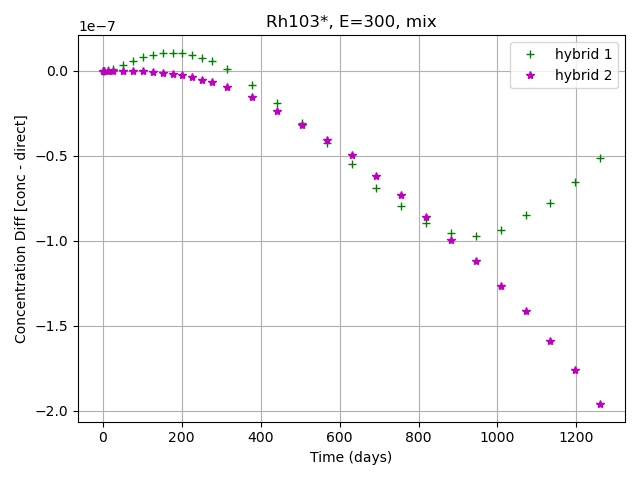 Rh103*, E=300, mix
1e−7
hybrid 1
hybrid 2
0.0
−0.5
−1.0
−1.5
−2.0
Concentration Diff [conc - direct]
0 200 400 600 800 1000 1200
Time (days)